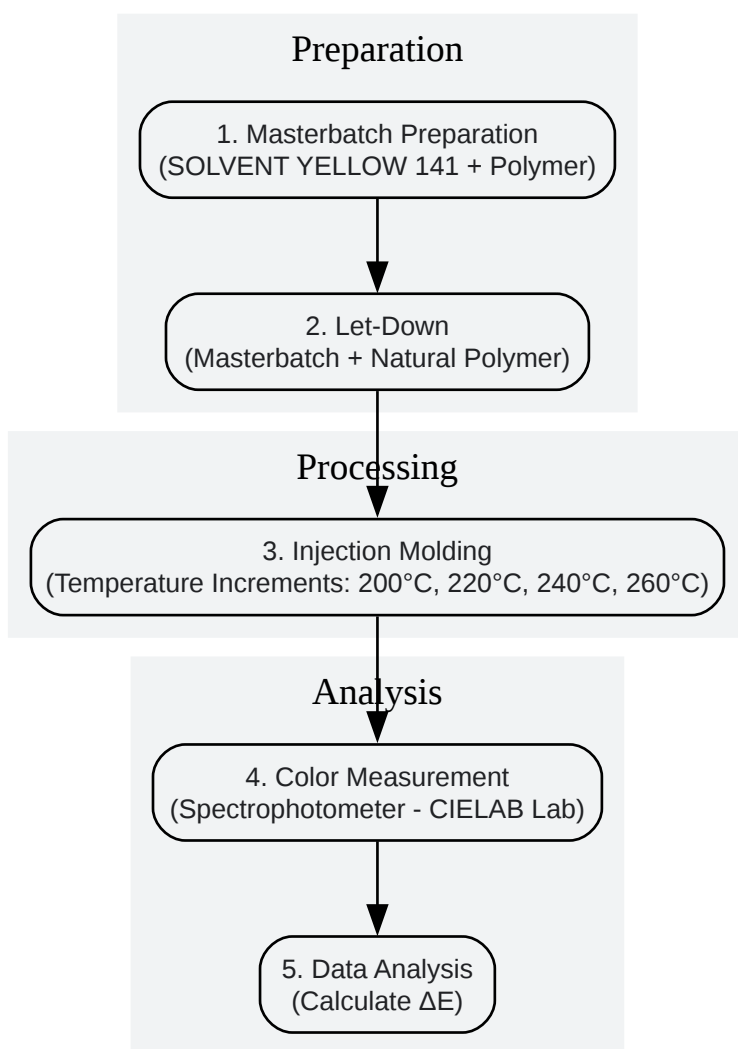 Preparation
1. Masterbatch Preparation
(SOLVENT YELLOW 141 + Polymer)
2. Let-Down
(Masterbatch + Natural Polymer)
Processing
3. Injection Molding
(Temperature Increments: 200°C, 220°C, 240°C, 260°C)
Analysis
4. Color Measurement
(Spectrophotometer - CIELAB Lab)
5. Data Analysis
(Calculate ΔE)